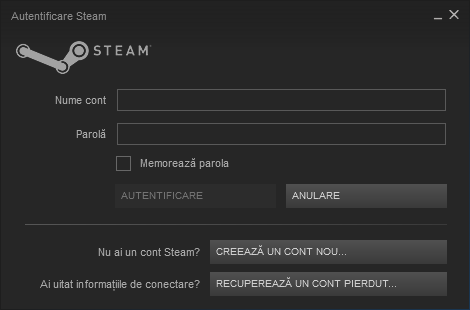 Autentificare Steam
STEAM™
Nume cont
Parolă
Memorează parola
AUTENTIFICARE ANULARE
Nu ai un cont Steam? CREEAZĂ UN CONT NOU...
Ai uitat informațiile de conectare? RECUPEREAZĂ UN CONT PIERDUT...